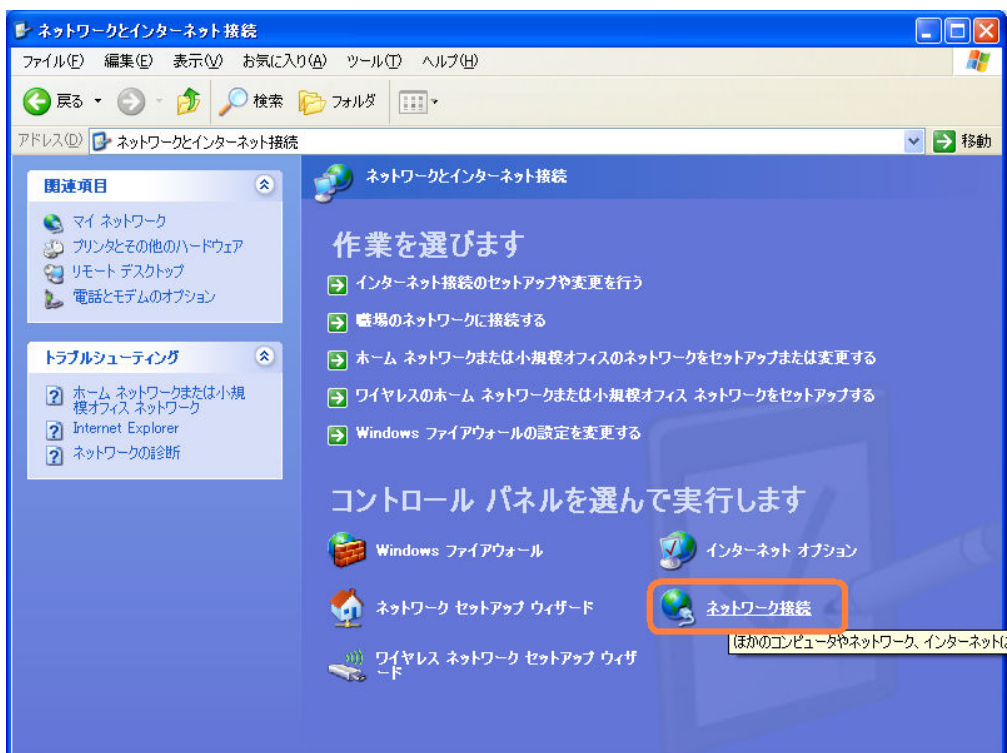 ネットワークとインターネット接続
ファイル(F) 編集(E) 表示(V) お気に入り(A) ツール(T) ヘルプ(H)
戻る 検索 フォルダ
アドレス(D) ネットワークとインターネット接続 移動
関連項目
マイ ネットワーク
プリンタとその他のハードウェア
リモート デスクトップ
電話とモデムのオプション
トラブルシューティング
ホーム ネットワークまたは小規
模オフィス ネットワーク
Internet Explorer
ネットワークの診断
ネットワークとインターネット接続
作業を選びます
インターネット接続のセットアップや変更を行う
職場のネットワークに接続する
ホーム ネットワークまたは小規模オフィスのネットワークをセットアップまたは変更する
ワイヤレスのホーム ネットワークまたは小規模オフィス ネットワークをセットアップする
Windows ファイアウォールの設定を変更する
コントロール パネルを選んで実行します
Windows ファイアウォール
インターネット オプション
ネットワーク セットアップ ウィザード
ネットワーク接続
ほかのコンピュータやネットワーク、インターネットに
ワイヤレス ネットワーク セットアップ ウィザ
ード